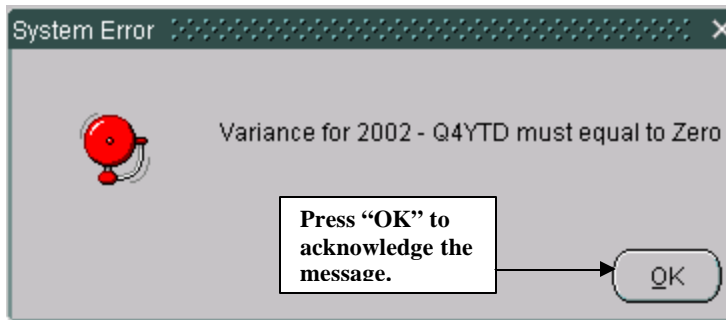 System Error
Variance for 2002 - Q4YTD must equal to Zero
Press “OK” to
acknowledge the
message.
OK